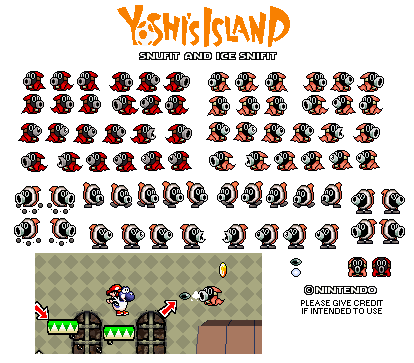 YOSHI'S ISLAND
SNUFIT AND ICE SNIFIT
© NINTENDO
PLEASE GIVE CREDIT
IF INTENDED TO USE